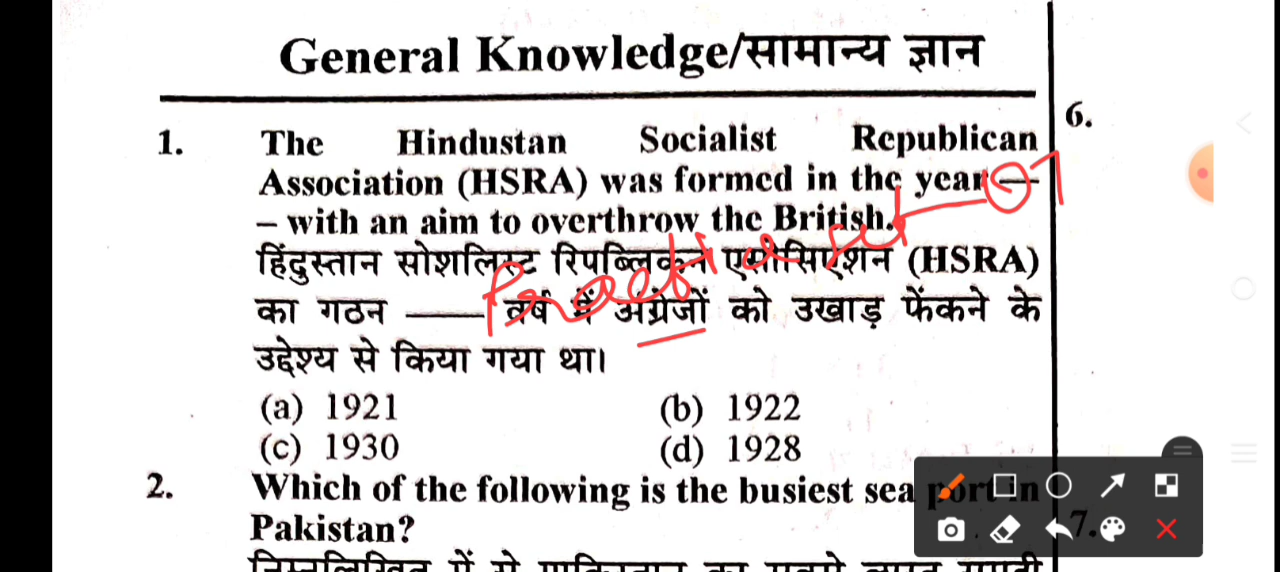 General Knowledge/सामान्य ज्ञान
1. The Hindustan Socialist Republican
Association (HSRA) was formed in the year —
– with an aim to overthrow the British.
हिंदुस्तान सोशलिस्ट रिपब्लिकन एसोसिएशन (HSRA)
का गठन —— वर्ष में अंग्रेजों को उखाड़ फेंकने के
उद्देश्य से किया गया था।
(a) 1921 (b) 1922
(c) 1930 (d) 1928
2. Which of the following is the busiest sea port in
Pakistan?
6.
7.